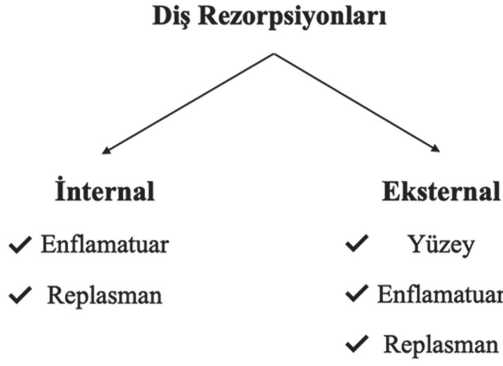 Diş Rezorpsiyonları
İnternal
✓ Enflamatuar
✓ Replasman
Eksternal
✓ Yüzey
✓ Enflamatuar
✓ Replasman